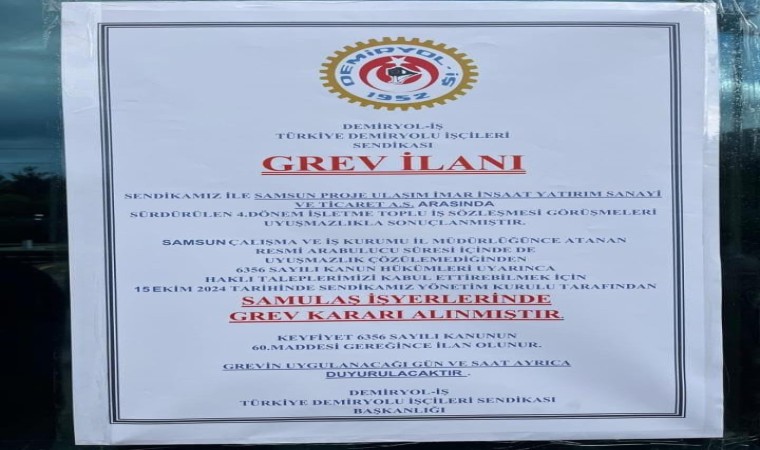 DEMİRYOL-İŞ
1952
DEMİRYOL-İŞ
TÜRKİYE DEMİRYOLU İŞÇİLERİ
SENDİKASI
GREV İLANI
SENDİKAMIZ İLE SAMSUN PROJE ULAŞIM İMAR İNŞAAT YATIRIM SANAYİ
VE TİCARET A.Ş. ARASINDA
SÜRDÜRÜLEN 4.DÖNEM İŞLETME TOPLU İŞ SÖZLEŞMESİ GÖRÜŞMELERİ
UYUŞMAZLIKLA SONUÇLANMIŞTIR.
SAMSUN ÇALIŞMA VE İŞ KURUMU İL MÜDÜRLÜĞÜNCE ATANAN
RESMİ ARABULUCU SÜRESİ İÇİNDE DE
UYUŞMAZLIK ÇÖZÜLEMEDİĞİNDEN
6356 SAYILI KANUN HÜKÜMLERİ UYARINCA
HAKLI TALEPLERİMİZİ KABUL ETTİREBİLMEK İÇİN
15 EKİM 2024 TARİHİNDE SENDİKAMIZ YÖNETİM KURULU TARAFINDAN
SAMULAŞ İŞYERLERİNDE
GREV KARARI ALINMIŞTIR.
KEYFİYET 6356 SAYILI KANUNUN
60.MADDESİ GEREĞİNCE İLAN OLUNUR.
GREVİN UYGULANACAĞI GÜN VE SAAT AYRICA
DUYURULACAKTIR .
DEMİRYOL-İŞ
TÜRKİYE DEMİRYOLU İŞÇİLERİ SENDİKASI
BAŞKANLIĞI